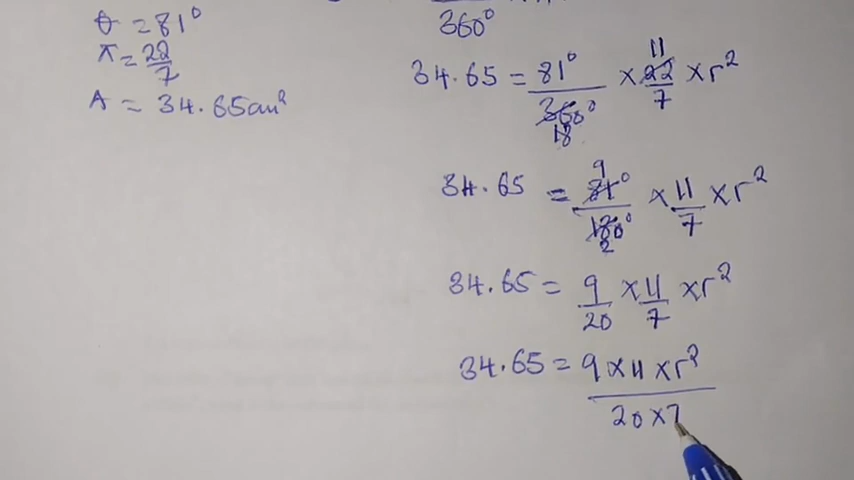 θ = 81°
π = 22/7
A = 34.65cm²
360°
34.65 = 81°/360° × 22/7 × r²
18 11
34.65 = 81°/180° × 11/7 × r²
9 2
34.65 = 9/20 × 11/7 × r²
34.65 = 9 × 11 × r²
20 × 7